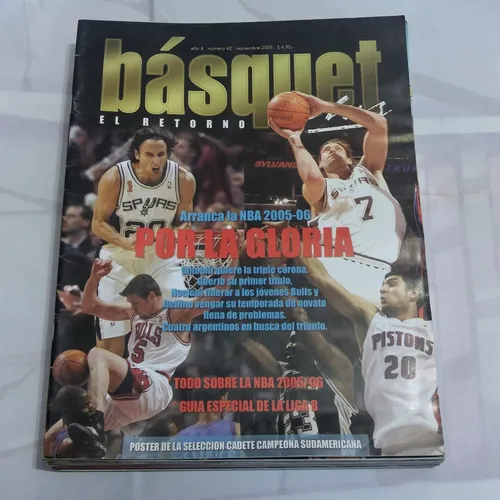 año 4, número 42, noviembre 2005, $ 4.90.-
básquet
EL RETORNO
SYLVANI
SPURS
SPURS
20
7
Arranca la NBA 2005-06
POR LA GLORIA
quiere la triple corona,
su primer título,
liderar a los jóvenes Bulls y
vengar su temporada de novato
llena de problemas.
Cuatro argentinos en busca del triunfo.
BULLS
5
PISTONS
20
TODO SOBRE LA NBA 2005/06
GUIA ESPECIAL DE LA LIGA B
POSTER DE LA SELECCION CADETE CAMPEONA SUDAMERICANA